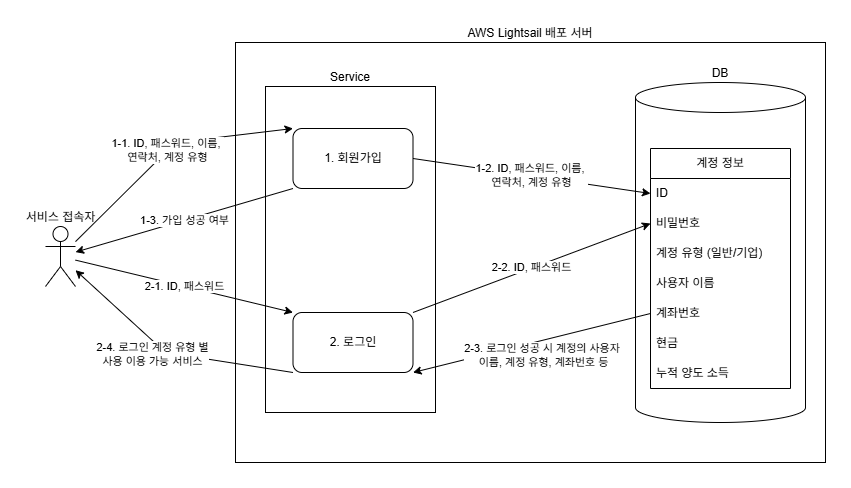 AWS Lightsail 배포 서버
Service
DB
1-1. ID, 패스워드, 이름,
연락처, 계정 유형
1. 회원가입
1-2. ID, 패스워드, 이름,
연락처, 계정 유형
계정 정보
ID
비밀번호
계정 유형 (일반/기업)
사용자 이름
계좌번호
현금
누적 양도 소득
서비스 접속자
1-3. 가입 성공 여부
2-1. ID, 패스워드
2-2. ID, 패스워드
2. 로그인
2-3. 로그인 성공 시 계정의 사용자
이름, 계정 유형, 계좌번호 등
2-4. 로그인 계정 유형 별
사용 이용 가능 서비스